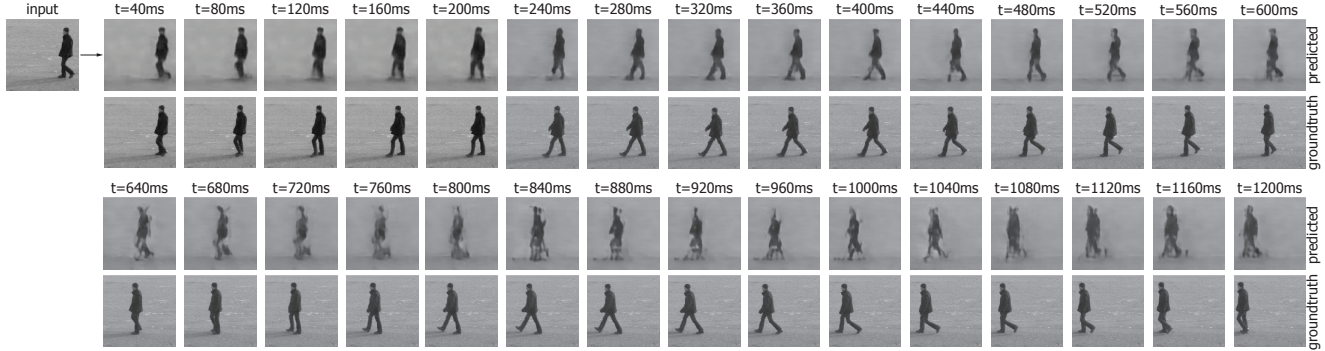 input t=40ms t=80ms t=120ms t=160ms t=200ms t=240ms t=280ms t=320ms t=360ms t=400ms t=440ms t=480ms t=520ms t=560ms t=600ms
predicted
groundtruth
t=640ms t=680ms t=720ms t=760ms t=800ms t=840ms t=880ms t=920ms t=960ms t=1000ms t=1040ms t=1080ms t=1120ms t=1160ms t=1200ms
predicted
groundtruth